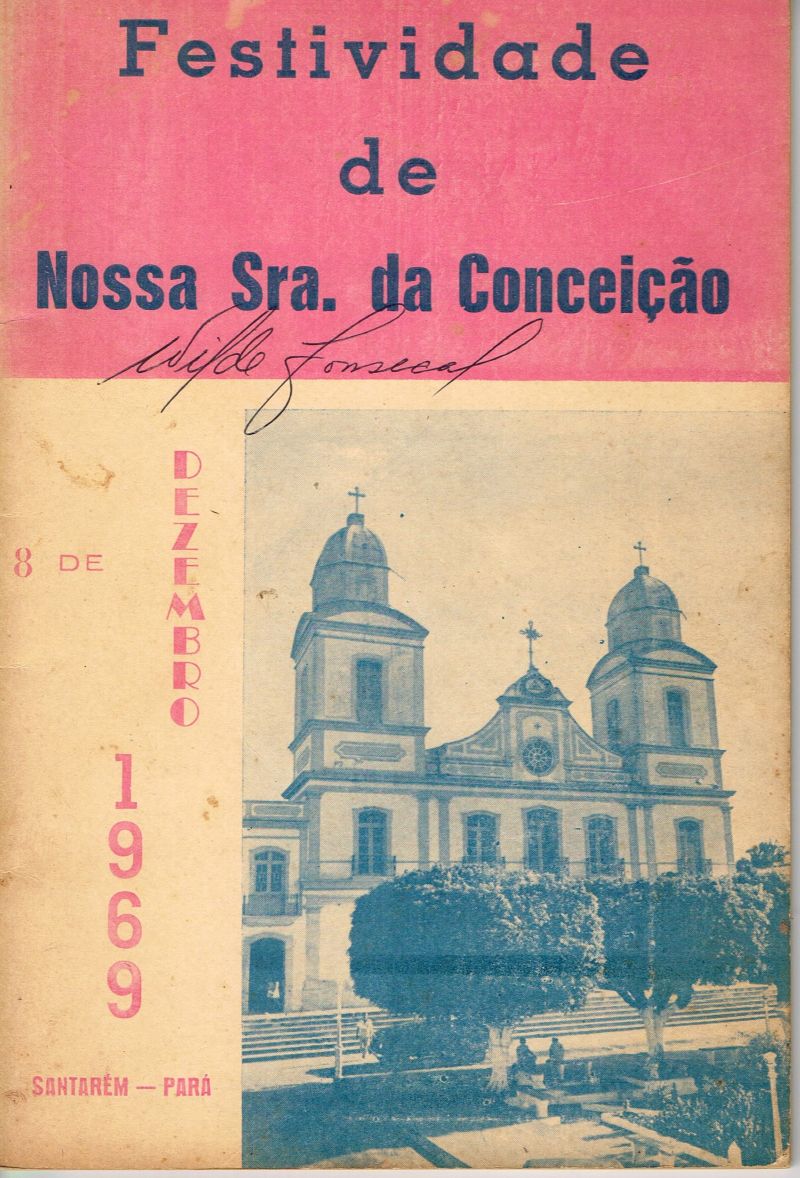 Festividade
de
Nossa Sra. da Conceição
Wilde Fonseca
8 DE
DEZEMBRO
1969
SANTARÉM — PARÁ